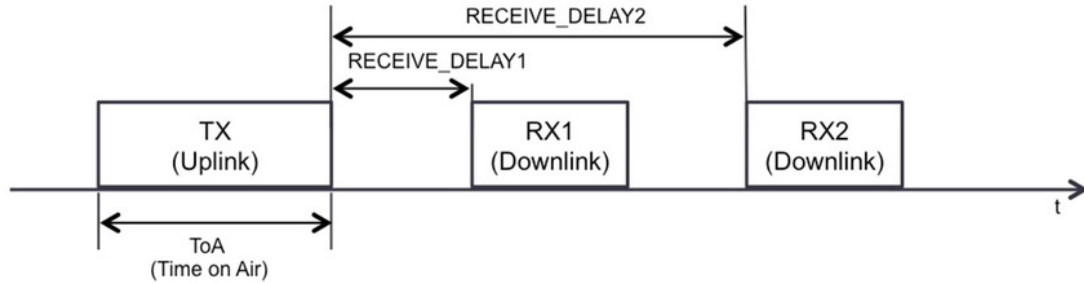 RECEIVE_DELAY2
RECEIVE_DELAY1
TX
(Uplink)
RX1
(Downlink)
RX2
(Downlink)
t
ToA
(Time on Air)